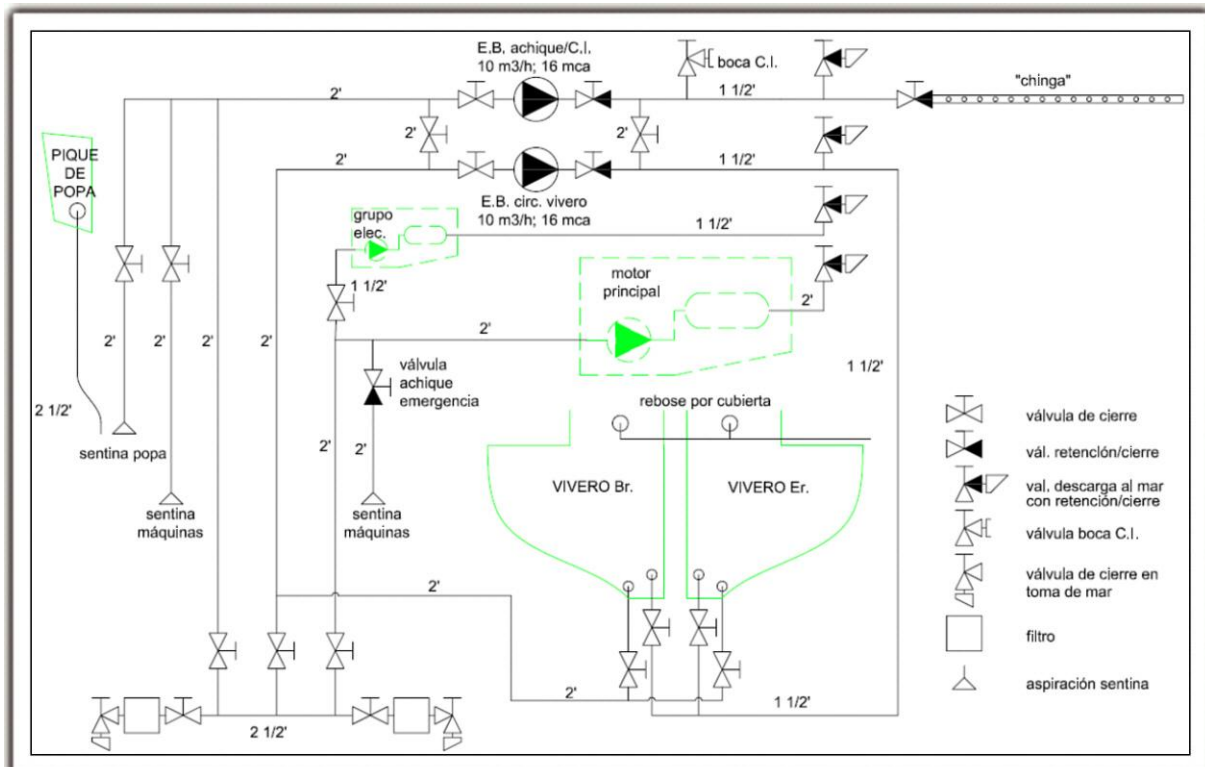 E.B. achique/C.I.
10 m3/h; 16 mca
boca C.I.
"chinga"
2'
1 1/2'
2'
2'
PIQUE
DE
POPA
2'
1 1/2'
E.B. circ. vivero
10 m3/h; 16 mca
grupo
elec.
1 1/2'
1 1/2'
motor
principal
2'
2'
2'
2'
2'
2'
2'
válvula
achique
emergencia
1 1/2'
2 1/2'
rebose por cubierta
sentina popa
2'
2'
VIVERO Br.
VIVERO Er.
sentina
máquinas
sentina
máquinas
2'
2'
1 1/2'
2 1/2'
válvula de cierre
vál. retención/cierre
val. descarga al mar
con retención/cierre
válvula boca C.I.
válvula de cierre en
toma de mar
filtro
aspiración sentina